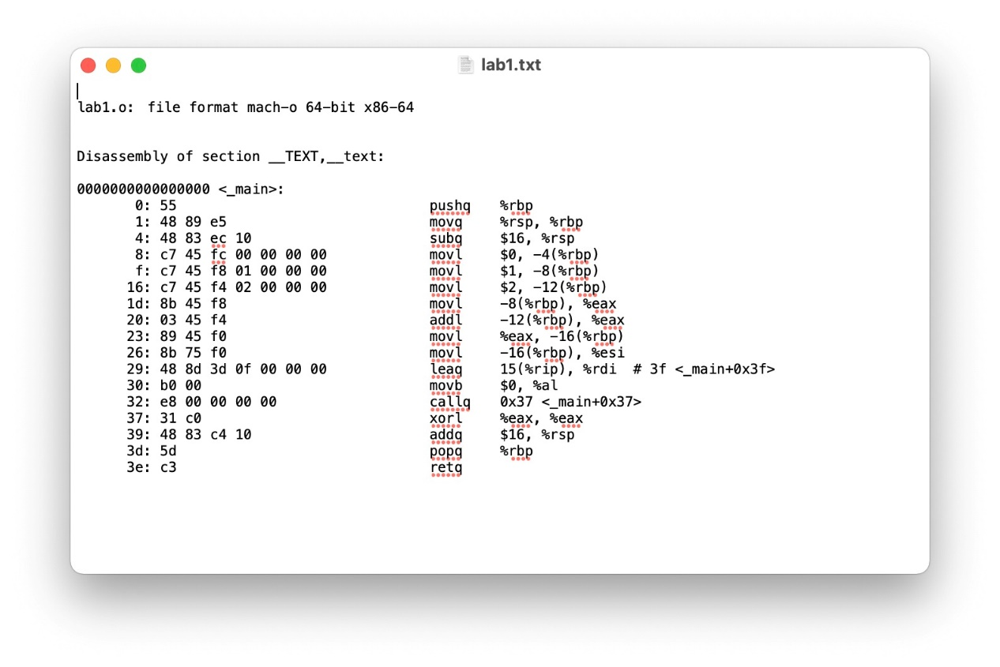 lab1.txt
lab1.o: file format mach-o 64-bit x86-64
Disassembly of section __TEXT,__text:
0000000000000000 <_main>:
0: 55 pushq %rbp
1: 48 89 e5 movq %rsp, %rbp
4: 48 83 ec 10 subq $16, %rsp
8: c7 45 fc 00 00 00 00 movl $0, -4(%rbp)
f: c7 45 f8 01 00 00 00 movl $1, -8(%rbp)
16: c7 45 f4 02 00 00 00 movl $2, -12(%rbp)
1d: 8b 45 f8 movl -8(%rbp), %eax
20: 03 45 f4 addl -12(%rbp), %eax
23: 89 45 f0 movl %eax, -16(%rbp)
26: 8b 75 f0 movl -16(%rbp), %esi
29: 48 8d 3d 0f 00 00 00 leaq 15(%rip), %rdi # 3f <_main+0x3f>
30: b0 00 movb $0, %al
32: e8 00 00 00 00 callq 0x37 <_main+0x37>
37: 31 c0 xorl %eax, %eax
39: 48 83 c4 10 addq $16, %rsp
3d: 5d popq %rbp
3e: c3 retq